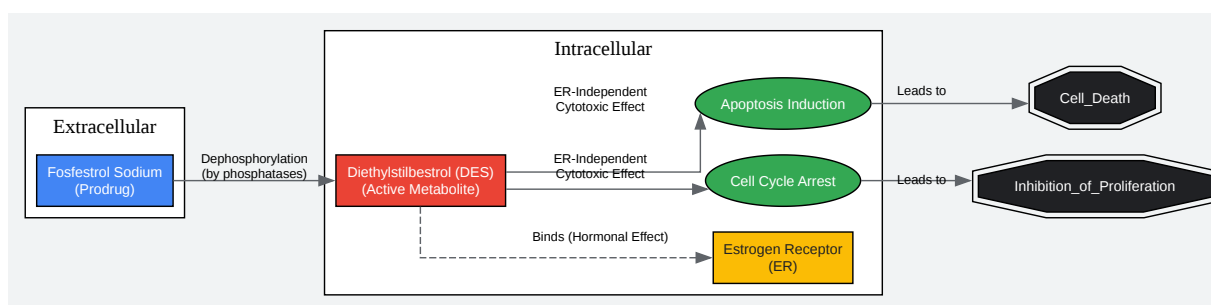 Intracellular
Extracellular
Fosfestrol Sodium
(Prodrug)
Dephosphorylation
(by phosphatases)
Diethylstilbestrol (DES)
(Active Metabolite)
ER-Independent
Cytotoxic Effect
Apoptosis Induction
Leads to
Cell_Death
ER-Independent
Cytotoxic Effect
Cell Cycle Arrest
Leads to
Inhibition_of_Proliferation
Binds (Hormonal Effect)
Estrogen Receptor
(ER)